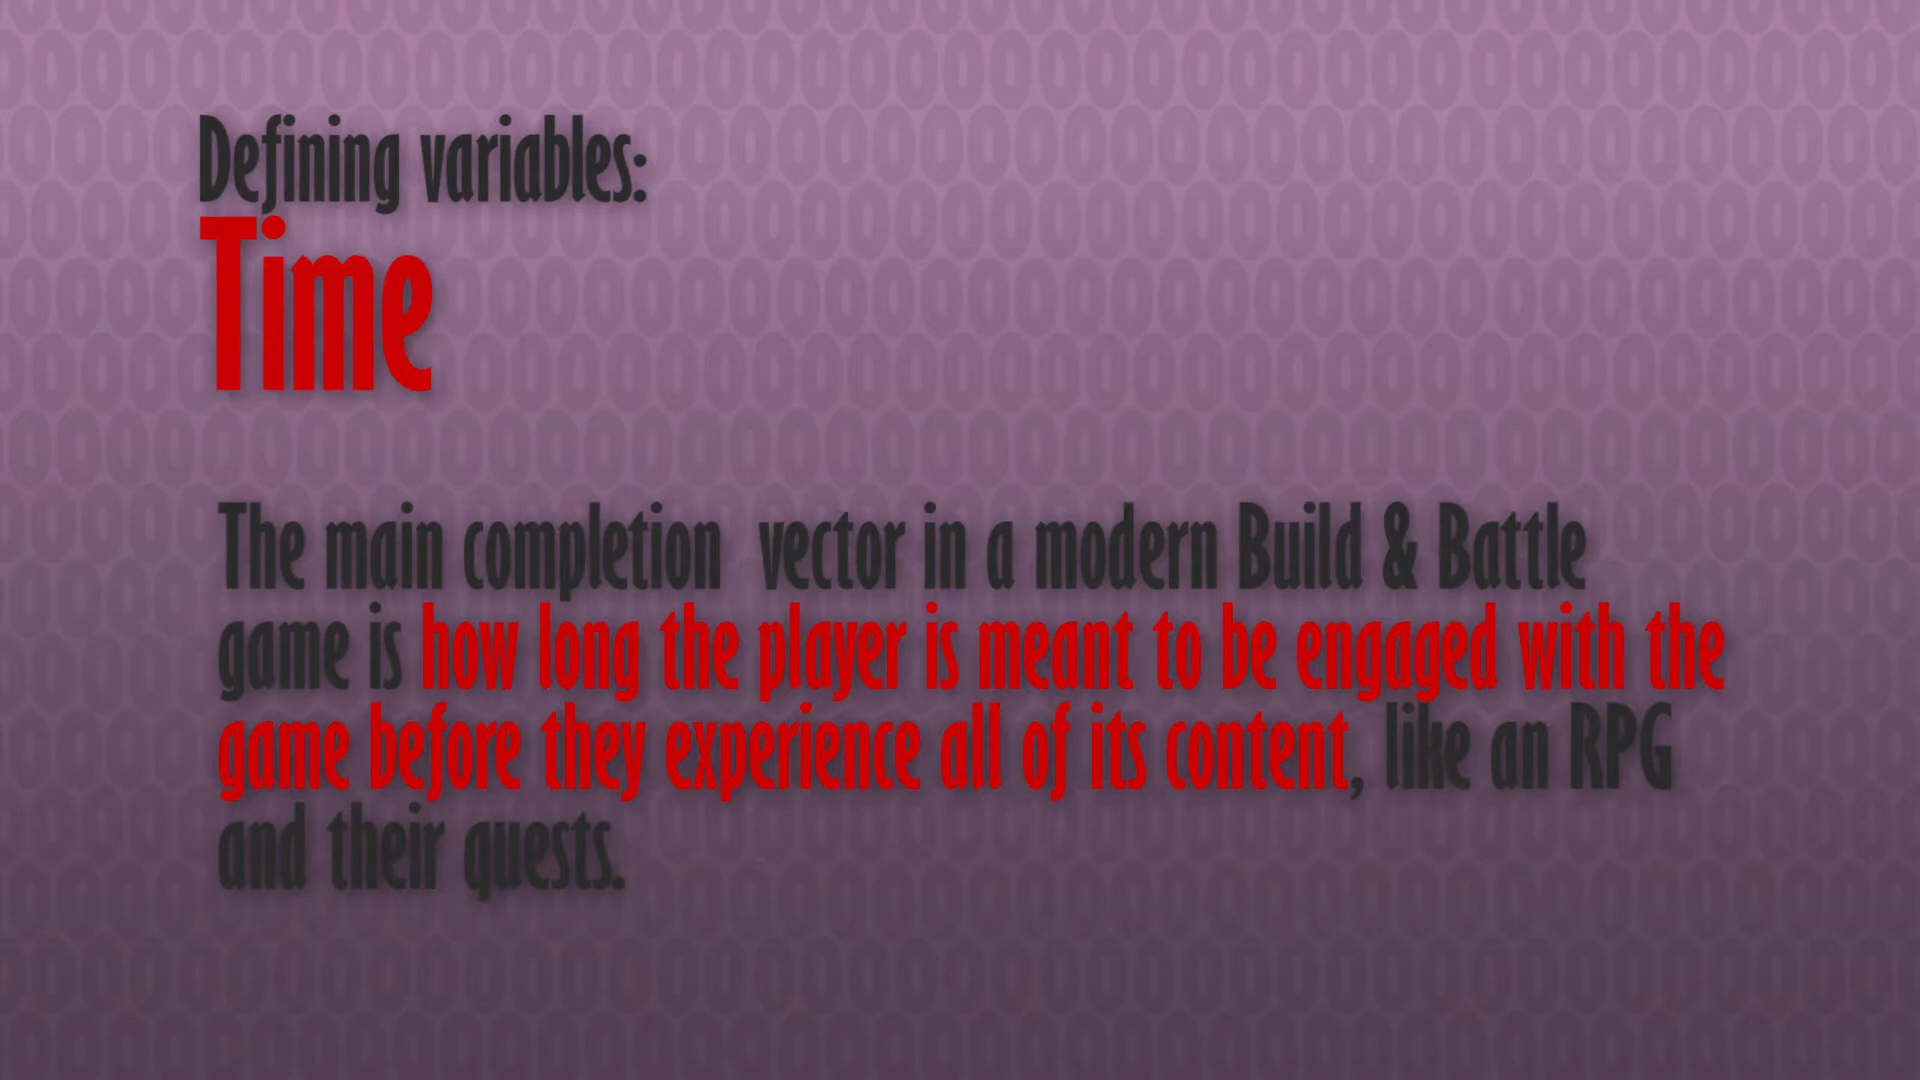 Defining variables:
Time
The main completion  vector in a modern Build & Battle
game is how long the player is meant to be engaged with the
game before they experience all of its content, like an RPG
and their quests.